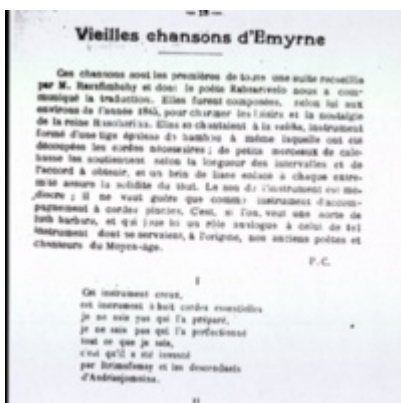 — 13 —
Vieilles chansons d'Emyrne
Ces chansons sont les premières de toute une suite recueillie
par M. et dont le poète Rabearivelo nous a com-
muniqué la traduction. Elles furent composées, selon lui aux
environs de l'année 1865, pour charmer les loisirs et la nostalgie
de la reine Rasoherina. Elles se chantaient à la valiha, instrument
formé d'une tige épaisse de bambou à même laquelle ont été
découpées les cordes nécessaires ; de petits morceaux de cale-
basse les soutiennent selon la longueur des intervalles et de
l'accord à obtenir, et un brin de liane enlacé à chaque extré-
mité assure la solidité du tout. Le son de l'instrument est mé-
diocre ; il ne vaut guère que comme instrument d'accom-
pagnement à cordes pincées. C'est, si l'on veut une sorte de
luth barbare, et qui joue ici un rôle analogue à celui de tel
instrument dont se servaient, à l'origine, nos anciens poètes et
chanteurs du Moyen-âge.
P.C.
I
Cet instrument creux,
cet instrument à huit cordes essentielles
je ne sais pas qui l'a préparé,
je ne sais pas qui l'a perfectionné
tout ce que je sais,
c'est qu'il a été inventé
par et les descendants
d'Andrianjomoina.
II